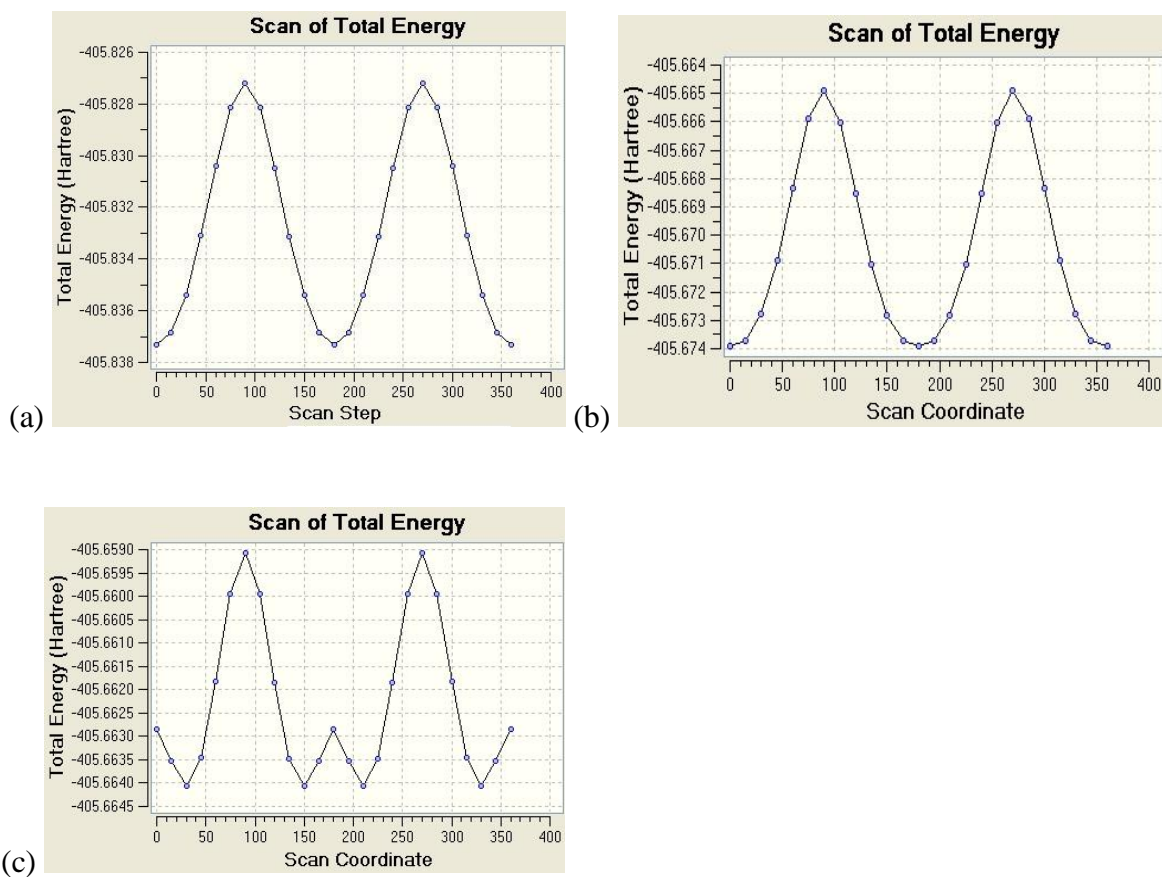 Scan of Total Energy
-405.826
-405.828
-405.830
-405.832
-405.834
-405.836
-405.838
Total Energy (Hartree)
0 50 100 150 200 250 300 350 400
Scan Step
(a)
Scan of Total Energy
-405.664
-405.665
-405.666
-405.667
-405.668
-405.669
-405.670
-405.671
-405.672
-405.673
-405.674
Total Energy (Hartree)
0 50 100 150 200 250 300 350 400
Scan Coordinate
(b)
Scan of Total Energy
-405.6590
-405.6595
-405.6600
-405.6605
-405.6610
-405.6615
-405.6620
-405.6625
-405.6630
-405.6635
-405.6640
-405.6645
Total Energy (Hartree)
0 50 100 150 200 250 300 350 400
Scan Coordinate
(c)